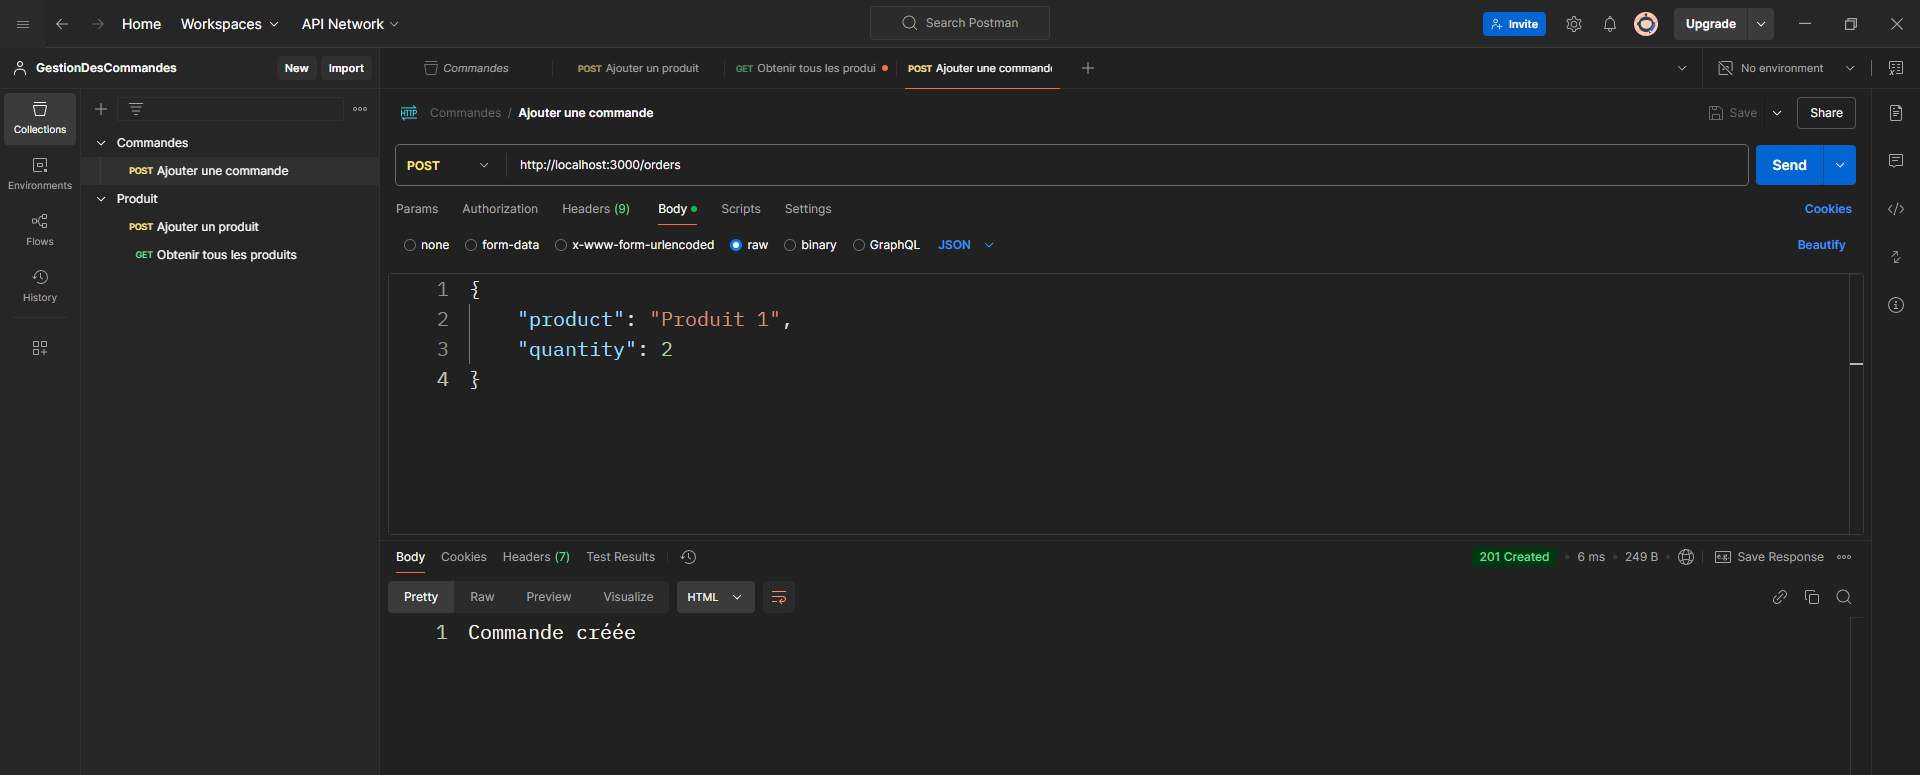 Home Workspaces API Network Search Postman Invite Upgrade
GestionDesCommandes New Import Commandes POST Ajouter un produit GET Obtenir tous les produi POST Ajouter une commande No environment
Collections
Environments
Flows
History
Commandes
POST Ajouter une commande
Produit
POST Ajouter un produit
GET Obtenir tous les produits
HTTP Commandes / Ajouter une commande Save Share
POST http://localhost:3000/orders Send
Params Authorization Headers (9) Body Scripts Settings Cookies
none form-data x-www-form-urlencoded raw binary GraphQL JSON Beautify
1 {
2 "product": "Produit 1",
3 "quantity": 2
4 }
Body Cookies Headers (7) Test Results 201 Created • 6 ms • 249 B • e.g. Save Response
Pretty Raw Preview Visualize HTML
1 Commande créée